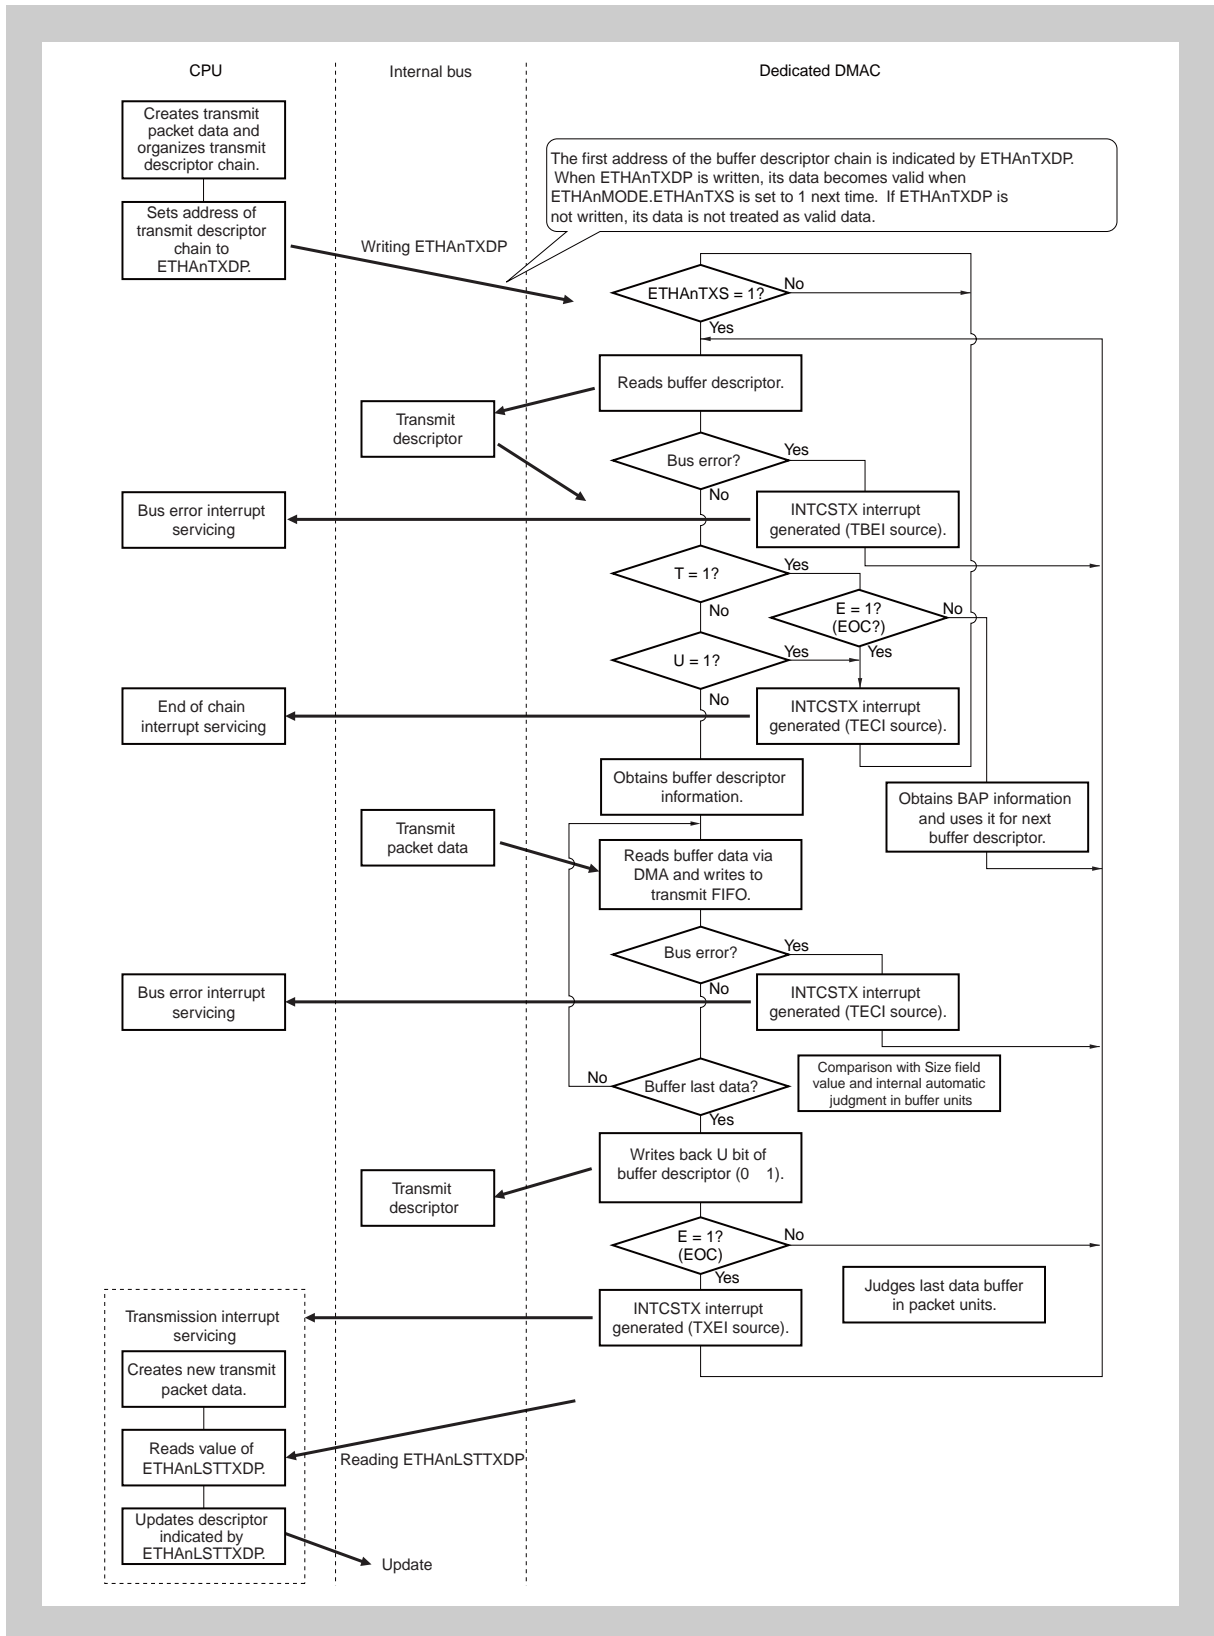 CPU
Internal bus
Dedicated DMAC
Creates transmit
packet data and
organizes transmit
descriptor chain.
The first address of the buffer descriptor chain is indicated by ETHAnTXDP.
When ETHAnTXDP is written, its data becomes valid when
ETHAnMODE.ETHAnTXS is set to 1 next time.  If ETHAnTXDP is
not written, its data is not treated as valid data.
Sets address of
transmit descriptor
chain to
ETHAnTXDP.
Writing ETHAnTXDP
ETHAnTXS = 1?
No
Yes
Reads buffer descriptor.
Transmit
descriptor
Bus error?
Yes
No
Bus error interrupt
servicing
INTCSTX interrupt
generated (TBEI source).
T = 1?
Yes
No
E = 1?
(EOC?)
No
Yes
U = 1?
Yes
No
End of chain
interrupt servicing
INTCSTX interrupt
generated (TECI source).
Obtains buffer descriptor
information.
Obtains BAP information
and uses it for next
buffer descriptor.
Transmit
packet data
Reads buffer data via
DMA and writes to
transmit FIFO.
Bus error?
Yes
No
Bus error interrupt
servicing
INTCSTX interrupt
generated (TECI source).
Comparison with Size field
value and internal automatic
judgment in buffer units
No
Buffer last data?
Yes
Writes back U bit of
buffer descriptor (0    1).
Transmit
descriptor
E = 1?
(EOC)
No
Yes
Judges last data buffer
in packet units.
INTCSTX interrupt
generated (TXEI source).
Transmission interrupt
servicing
Creates new transmit
packet data.
Reads value of
ETHAnLSTTXDP.
Reading ETHAnLSTTXDP
Updates descriptor
indicated by
ETHAnLSTTXDP.
Update